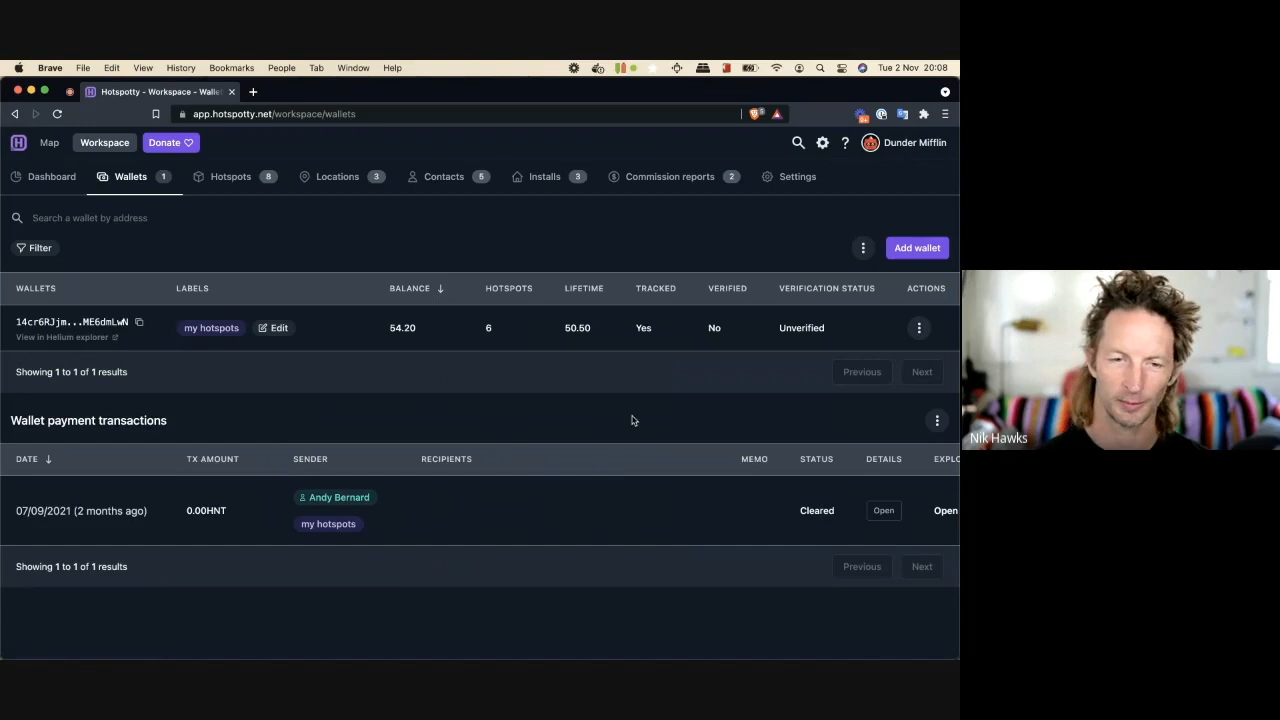 Brave File Edit View History Bookmarks People Tab Window Help Tue 2 Nov 20:08
Hotspotty - Workspace - Wallet
app.hotspotty.net/workspace/wallets
Map Workspace Donate ? Dunder Mifflin
Dashboard Wallets 1 Hotspots 8 Locations 3 Contacts 5 Installs 3 Commission reports 2 Settings
Search a wallet by address
Filter Add wallet
WALLETS LABELS BALANCE ↓ HOTSPOTS LIFETIME TRACKED VERIFIED VERIFICATION STATUS ACTIONS
14cr6RJjm...ME6dmLwN my hotspots Edit 54.20 6 50.50 Yes No Unverified
View in Helium explorer
Showing 1 to 1 of 1 results Previous Next
Wallet payment transactions
DATE ↓ TX AMOUNT SENDER RECIPIENTS MEMO STATUS DETAILS EXPLO
Andy Bernard
07/09/2021 (2 months ago) 0.00HNT Cleared Open Open
my hotspots
Showing 1 to 1 of 1 results Previous Next
Nik Hawks